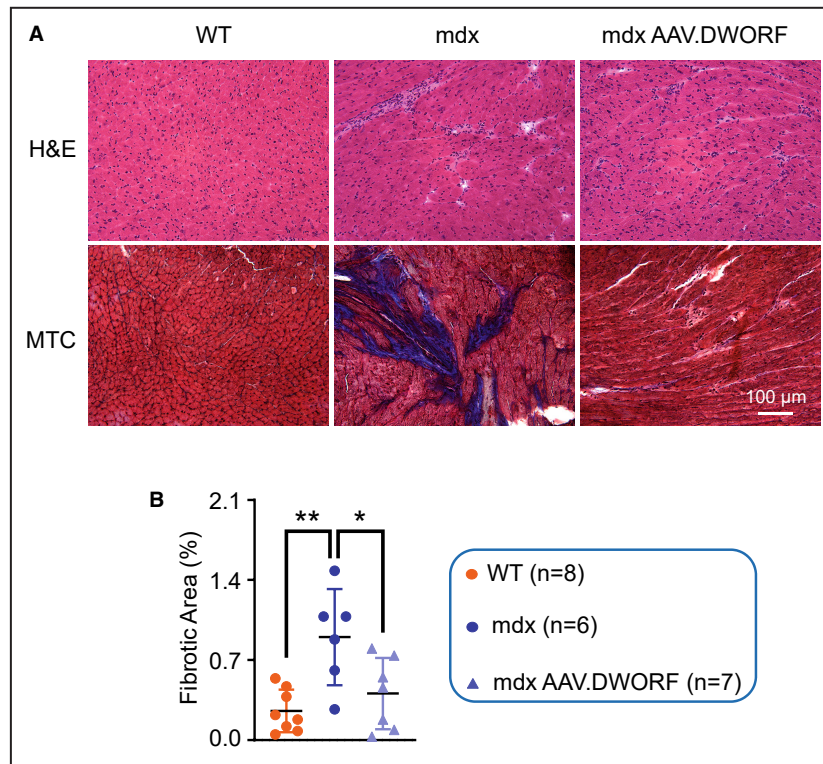 A
WT mdx mdx AAV.DWORF
H&E
MTC
100 µm
B
Fibrotic Area (%)
2.1
1.4
0.7
0.0
** *
WT (n=8)
mdx (n=6)
mdx AAV.DWORF (n=7)